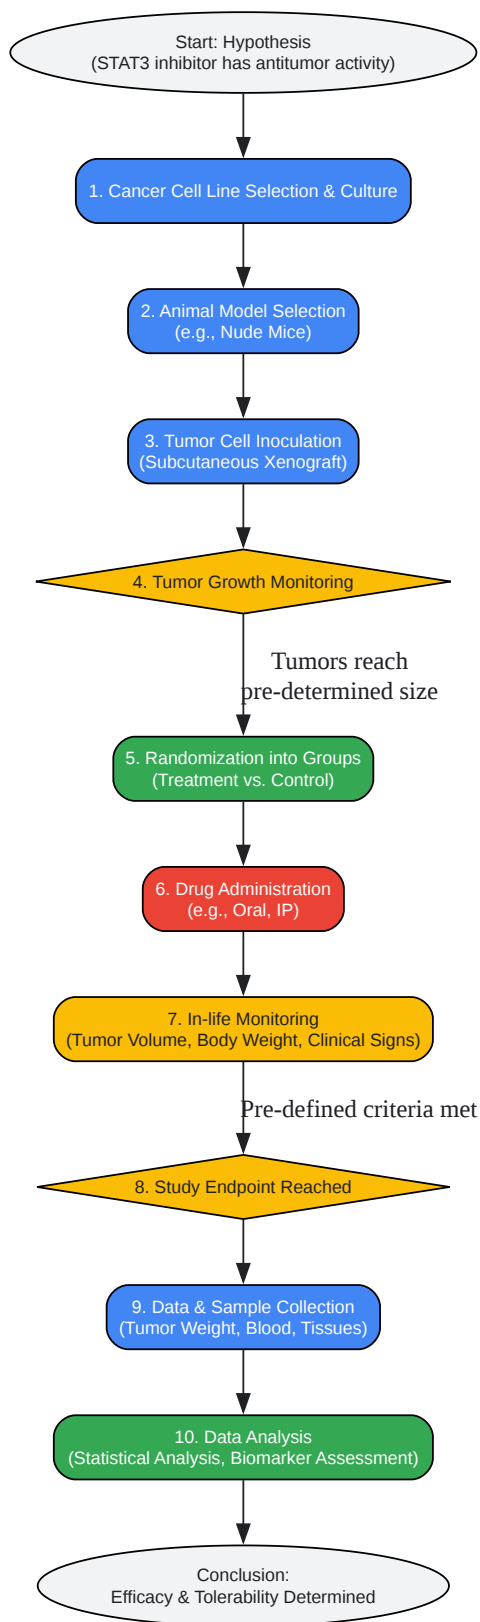 Start: Hypothesis
(STAT3 inhibitor has antitumor activity)
1. Cancer Cell Line Selection & Culture
2. Animal Model Selection
(e.g., Nude Mice)
3. Tumor Cell Inoculation
(Subcutaneous Xenograft)
4. Tumor Growth Monitoring
Tumors reach
pre-determined size
5. Randomization into Groups
(Treatment vs. Control)
6. Drug Administration
(e.g., Oral, IP)
7. In-life Monitoring
(Tumor Volume, Body Weight, Clinical Signs)
Pre-defined criteria met
8. Study Endpoint Reached
9. Data & Sample Collection
(Tumor Weight, Blood, Tissues)
10. Data Analysis
(Statistical Analysis, Biomarker Assessment)
Conclusion:
Efficacy & Tolerability Determined